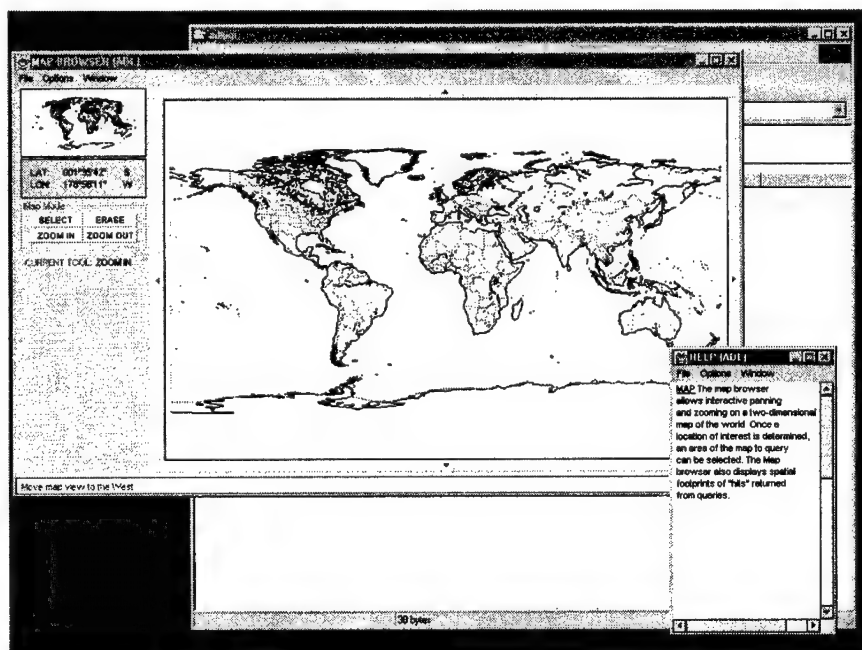 MAP BROWSER (ADL)
File Options Window
LAT 001°35'42" S
LON 178°58'11" W
Map Mode
SELECT ERASE
ZOOM IN ZOOM OUT
CURRENT TOOL: ZOOM IN
Move map view to the West
HELP (ADL)
File Options Window
MAP The map browser
allows interactive panning
and zooming on a two-dimensional
map of the world. Once a
location of interest is determined,
an area of the map to query
can be selected. The Map
browser also displays spatial
footprints of "hits" returned
from queries.
39 bytes